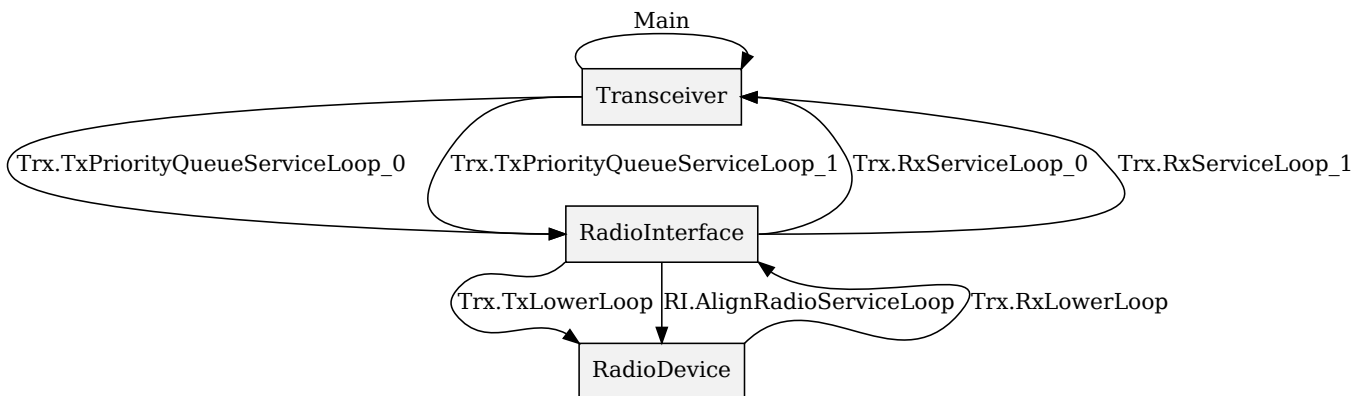 Main
Transceiver
Trx.TxPriorityQueueServiceLoop_0
Trx.TxPriorityQueueServiceLoop_1
Trx.RxServiceLoop_0
Trx.RxServiceLoop_1
RadioInterface
Trx.TxLowerLoop
RI.AlignRadioServiceLoop
Trx.RxLowerLoop
RadioDevice